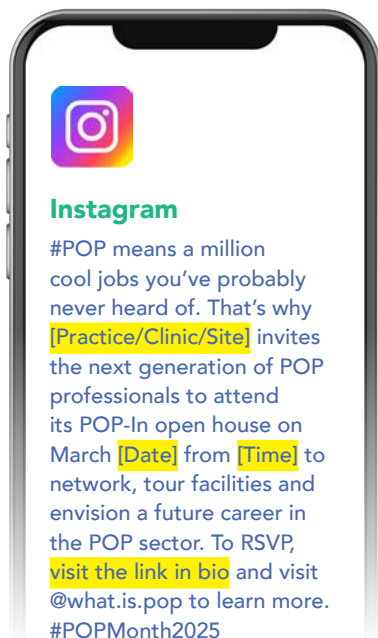 Instagram
#POP means a million
cool jobs you’ve probably
never heard of. That’s why
[Practice/Clinic/Site] invites
the next generation of POP
professionals to attend
its POP-In open house on
March [Date] from [Time] to
network, tour facilities and
envision a future career in
the POP sector. To RSVP,
visit the link in bio and visit
@what.is.pop to learn more.
#POPMonth2025